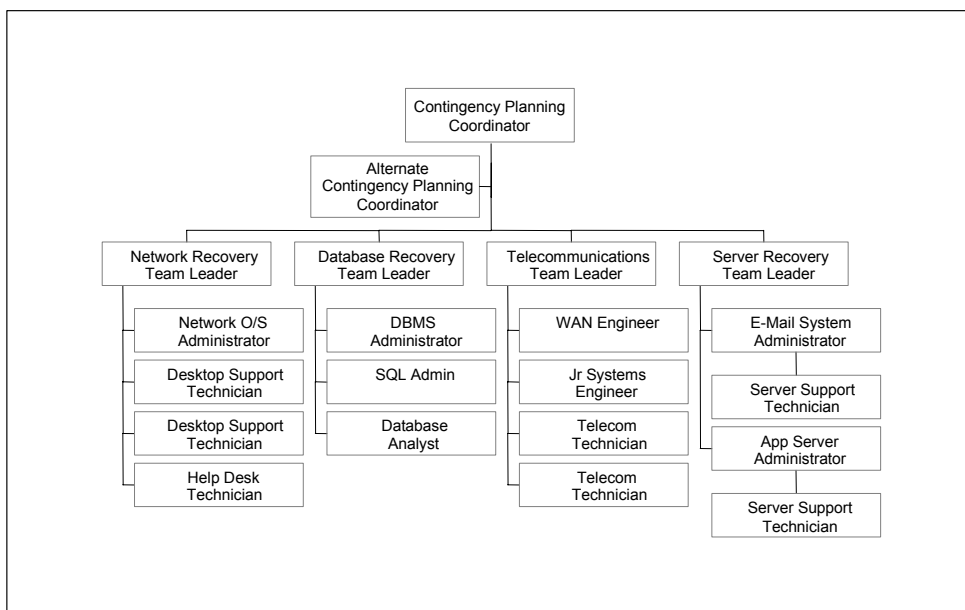 Contingency Planning
Coordinator
Alternate
Contingency Planning
Coordinator
Network Recovery
Team Leader
Database Recovery
Team Leader
Telecommunications
Team Leader
Server Recovery
Team Leader
Network O/S
Administrator
Desktop Support
Technician
Desktop Support
Technician
Help Desk
Technician
DBMS
Administrator
SQL Admin
Database
Analyst
WAN Engineer
Jr Systems
Engineer
Telecom
Technician
Telecom
Technician
E-Mail System
Administrator
Server Support
Technician
App Server
Administrator
Server Support
Technician